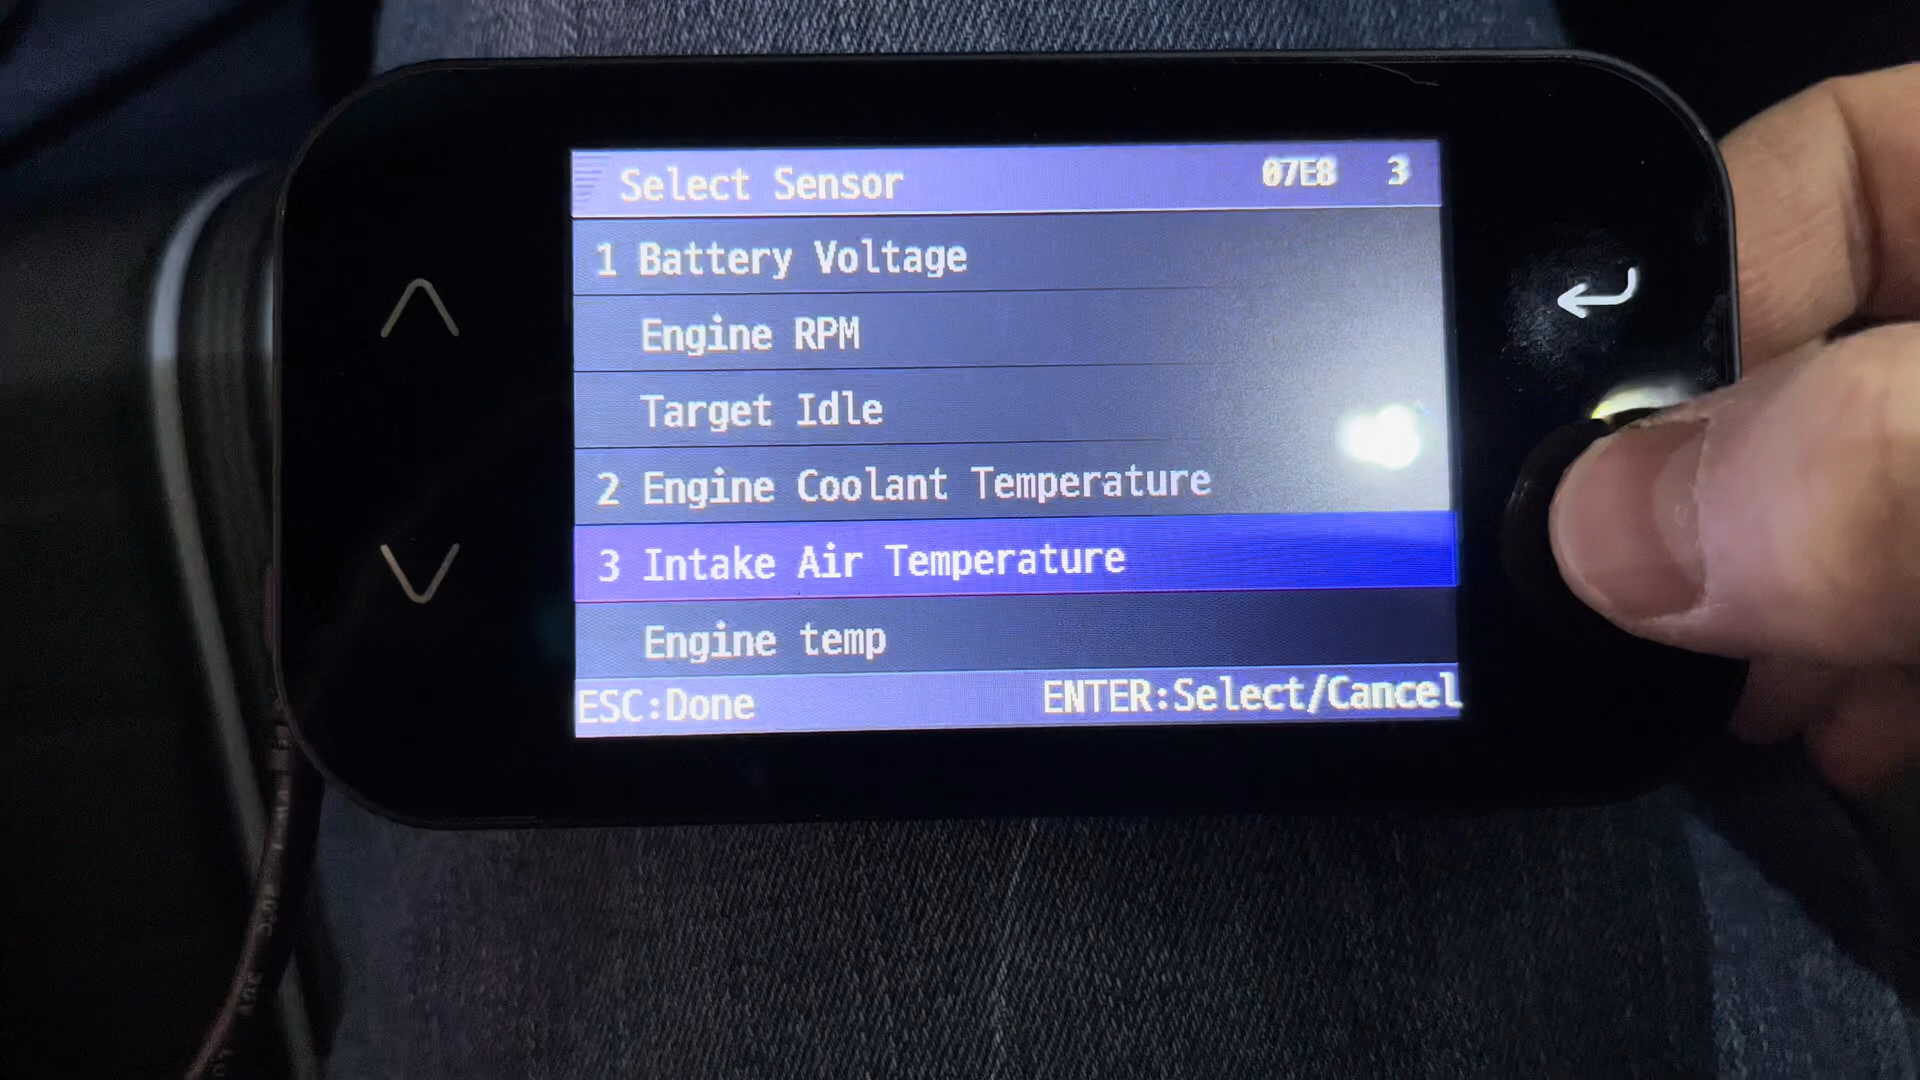 Select Sensor 07E8 3
1 Battery Voltage
Engine RPM
Target Idle
2 Engine Coolant Temperature
3 Intake Air Temperature
Engine temp
ESC:Done ENTER:Select/Cancel